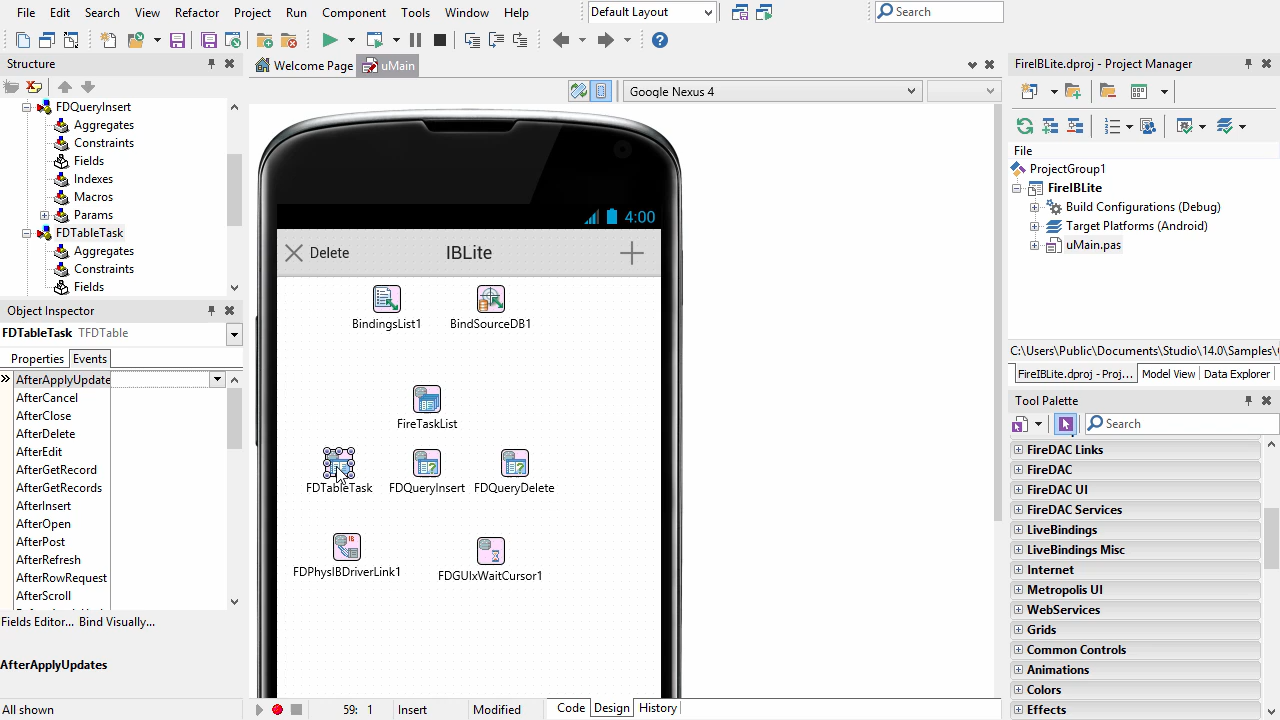 File Edit Search View Refactor Project Run Component Tools Window Help
Default Layout
Search
Structure
Welcome Page
uMain
FireIBLite.dproj - Project Manager
Google Nexus 4
FDQueryInsert
Aggregates
Constraints
Fields
Indexes
Macros
Params
FDTableTask
Aggregates
Constraints
Fields
Object Inspector
FDTableTask TFDTable
Properties Events
AfterApplyUpdate
AfterCancel
AfterClose
AfterDelete
AfterEdit
AfterGetRecord
AfterGetRecords
AfterInsert
AfterOpen
AfterPost
AfterRefresh
AfterRowRequest
AfterScroll
Fields Editor... Bind Visually...
AfterApplyUpdates
All shown
4:00
Delete
IBLite
BindingsList1
BindSourceDB1
FireTaskList
FDTableTask
FDQueryInsert
FDQueryDelete
FDPhysIBDriverLink1
FDGUIxWaitCursor1
59: 1
Insert
Modified
Code Design History
File
ProjectGroup1
FireIBLite
Build Configurations (Debug)
Target Platforms (Android)
uMain.pas
C:\Users\Public\Documents\Studio\14.0\Samples\
FireIBLite.dproj - Proj... Model View Data Explorer
Tool Palette
Search
FireDAC Links
FireDAC
FireDAC UI
FireDAC Services
LiveBindings
LiveBindings Misc
Internet
Metropolis UI
WebServices
Grids
Common Controls
Animations
Colors
Effects